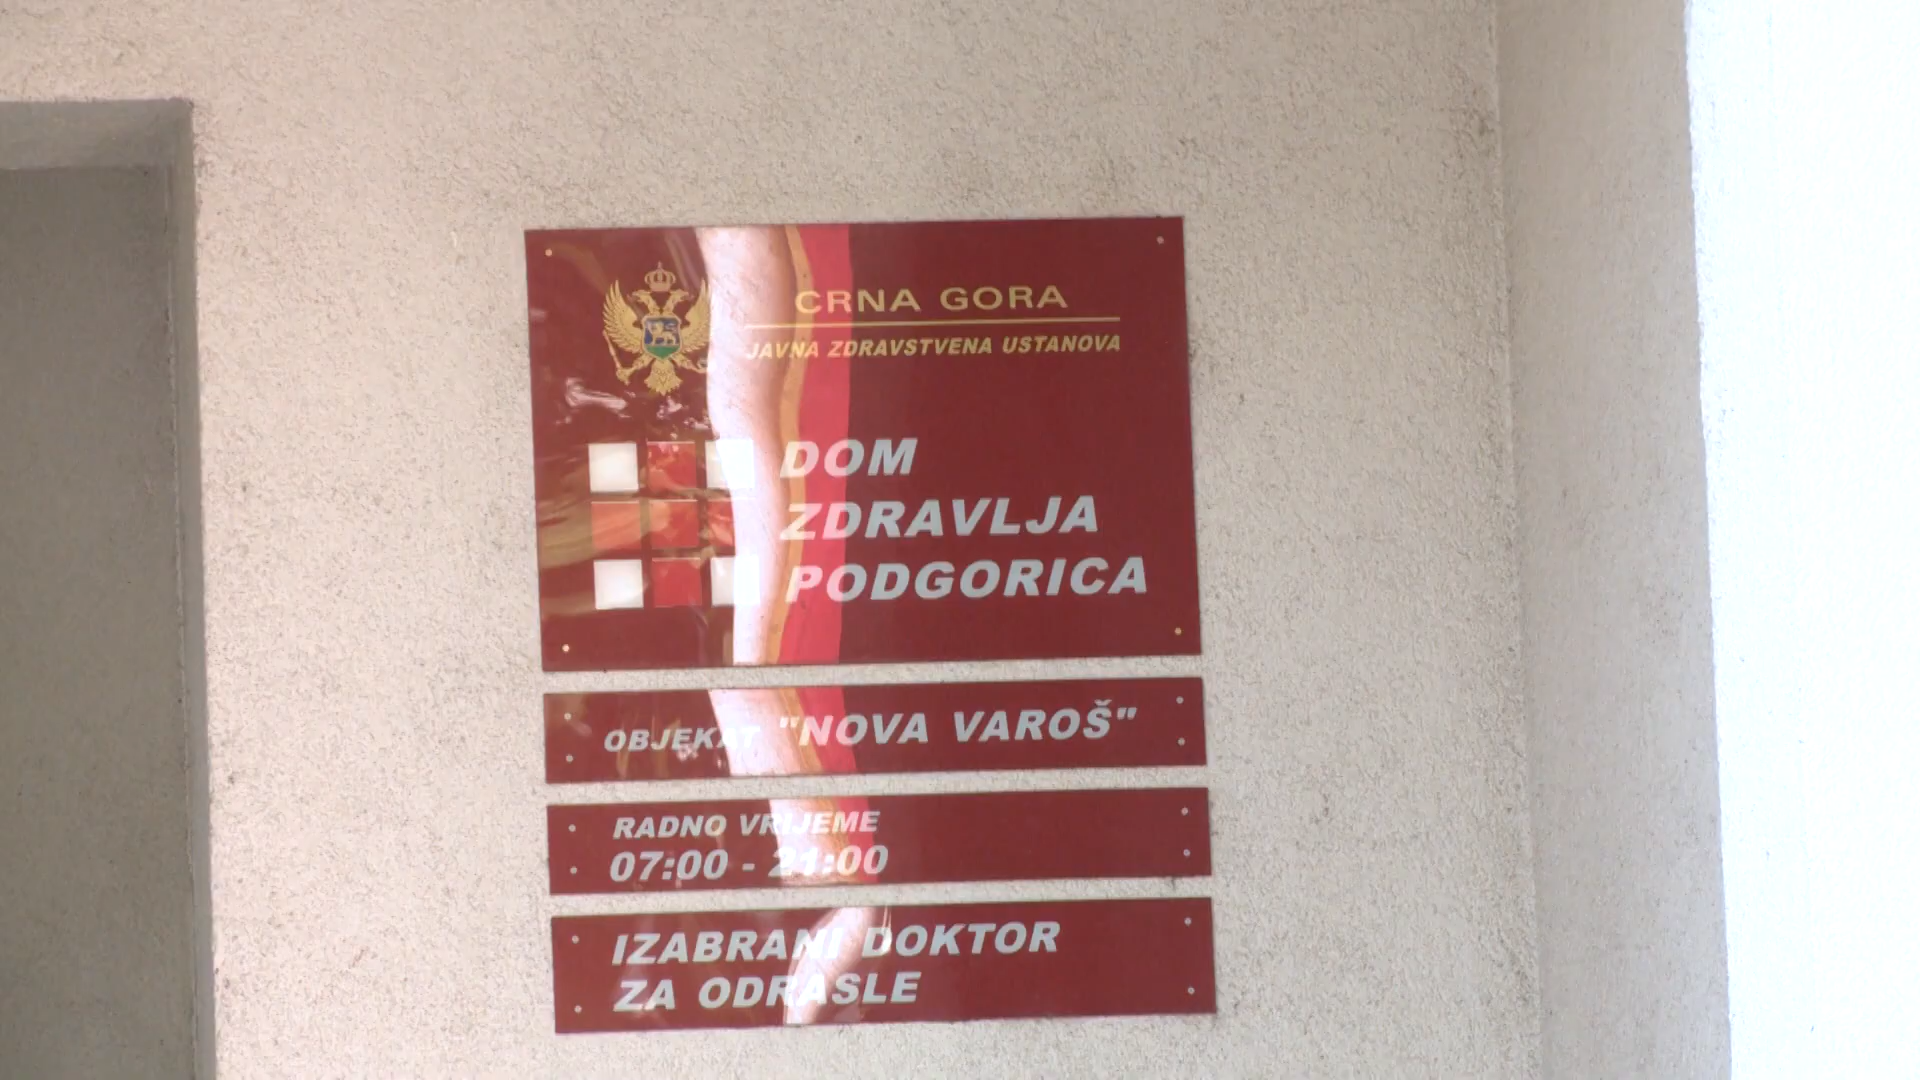 CRNA GORA
JAVNA ZDRAVSTVENA USTANOVA
DOM
ZDRAVLJA
PODGORICA
OBJEKAT "NOVA VAROŠ"
RADNO VRIJEME
07:00 - 21:00
IZABRANI DOKTOR
ZA ODRASLE